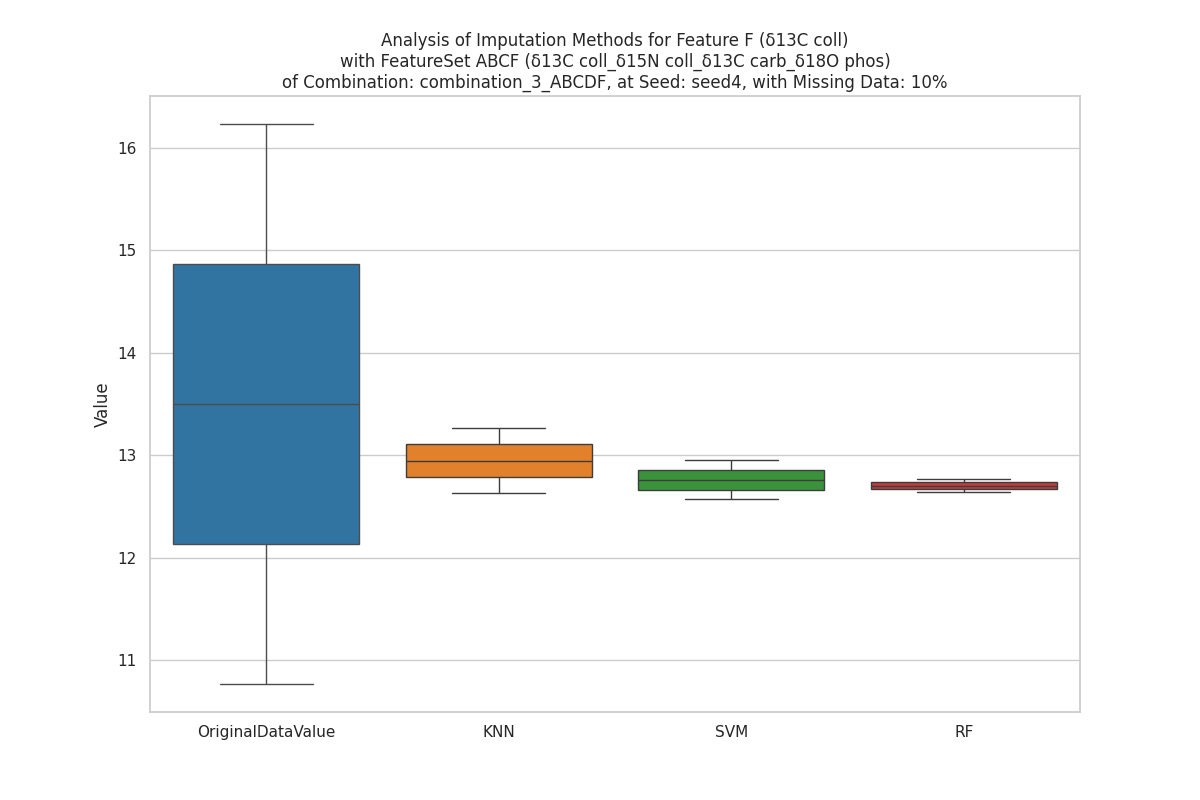 Analysis of Imputation Methods for Feature F (δ13C coll)
with FeatureSet ABCF (δ13C coll_δ15N coll_δ13C carb_δ18O phos)
of Combination: combination_3_ABCDF, at Seed: seed4, with Missing Data: 10%
16
15
14
13
12
11
Value
OriginalDataValue
KNN
SVM
RF